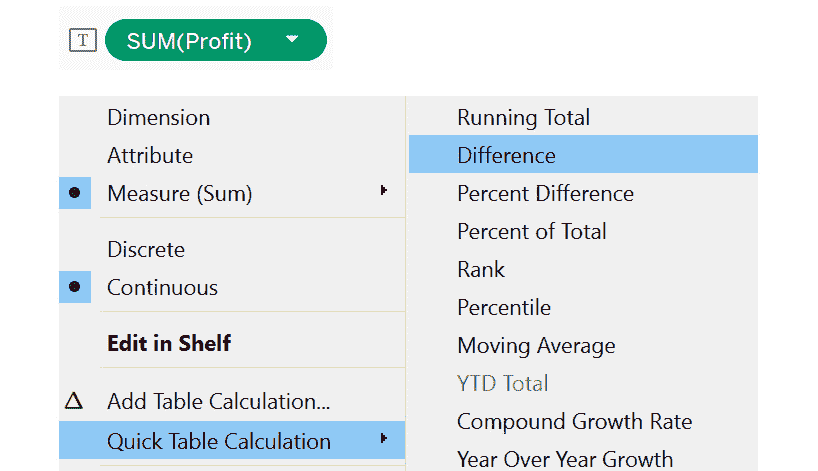 T SUM(Profit)
Dimension
Attribute
Measure (Sum)
Discrete
Continuous
Edit in Shelf
Δ Add Table Calculation...
Quick Table Calculation
Running Total
Difference
Percent Difference
Percent of Total
Rank
Percentile
Moving Average
YTD Total
Compound Growth Rate
Year Over Year Growth